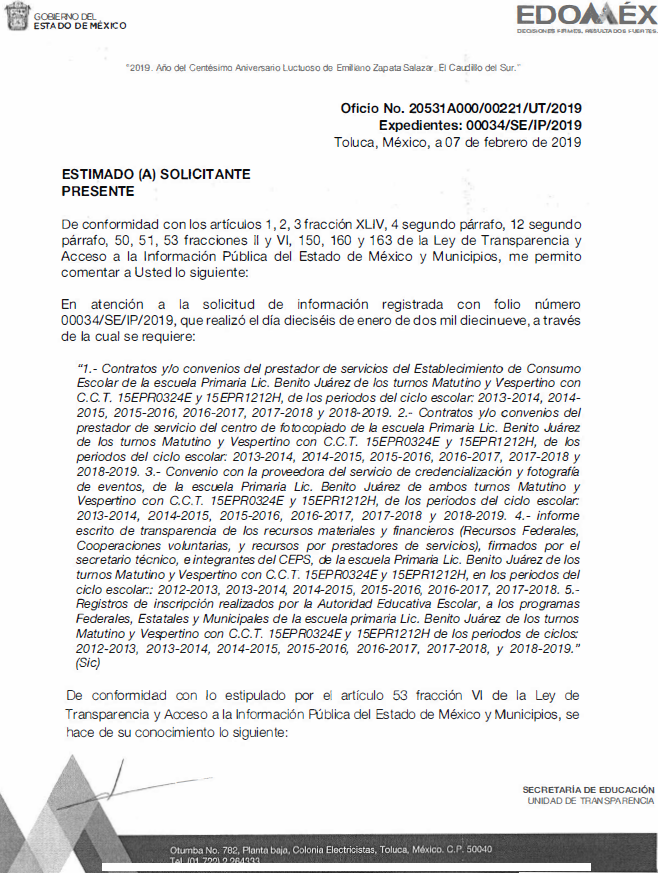 GOBIERNO DEL
ESTADO DE MÉXICO
EDOMÉX
DECISIONES FIRMES, RESULTADOS FUERTES.
"2019. Año del Centésimo Aniversario Luctuoso de Emiliano Zapata Salazar, El Caudillo del Sur."
Oficio No. 20531A000/00221/UT/2019
Expedientes: 00034/SE/IP/2019
Toluca, México, a 07 de febrero de 2019
ESTIMADO (A) SOLICITANTE
PRESENTE
De conformidad con los artículos 1, 2, 3 fracción XLIV, 4 segundo párrafo, 12 segundo
párrafo, 50, 51, 53 fracciones II y VI, 150, 160 y 163 de la Ley de Transparencia y
Acceso a la Información Pública del Estado de México y Municipios, me permito
comentar a Usted lo siguiente:
En atención a la solicitud de información registrada con folio número
00034/SE/IP/2019, que realizó el día dieciséis de enero de dos mil diecinueve, a través
de la cual se requiere:
"1.- Contratos y/o convenios del prestador de servicios del Establecimiento de Consumo
Escolar de la escuela Primaria Lic. Benito Juárez de los turnos Matutino y Vespertino con
C.C.T. 15EPR0324E y 15EPR1212H, de los periodos del ciclo escolar: 2013-2014, 2014-
2015, 2015-2016, 2016-2017, 2017-2018 y 2018-2019. 2.- Contratos y/o convenios del
prestador de servicio del centro de fotocopiado de la escuela Primaria Lic. Benito Juárez
de los turnos Matutino y Vespertino con C.C.T. 15EPR0324E y 15EPR1212H, de los
periodos del ciclo escolar: 2013-2014, 2014-2015, 2015-2016, 2016-2017, 2017-2018 y
2018-2019. 3.- Convenio con la proveedora del servicio de credencialización y fotografía
de eventos, de la escuela Primaria Lic. Benito Juárez de ambos turnos Matutino y
Vespertino con C.C.T. 15EPR0324E y 15EPR1212H, de los periodos del ciclo escolar:
2013-2014, 2014-2015, 2015-2016, 2016-2017, 2017-2018 y 2018-2019. 4.- informe
escrito de transparencia de los recursos materiales y financieros (Recursos Federales,
Cooperaciones voluntarias, y recursos por prestadores de servicios), firmados por el
secretario técnico, e integrantes del CEPS, de la escuela Primaria Lic. Benito Juárez de los
turnos Matutino y Vespertino con C.C.T. 15EPR0324E y 15EPR1212H, en los periodos del
ciclo escolar:: 2012-2013, 2013-2014, 2014-2015, 2015-2016, 2016-2017, 2017-2018. 5.-
Registros de inscripción realizados por la Autoridad Educativa Escolar, a los programas
Federales, Estatales y Municipales de la escuela primaria Lic. Benito Juárez de los turnos
Matutino y Vespertino con C.C.T. 15EPR0324E y 15EPR1212H de los periodos de ciclos:
2012-2013, 2013-2014, 2014-2015, 2015-2016, 2016-2017, 2017-2018, y 2018-2019."
(Sic)
De conformidad con lo estipulado por el artículo 53 fracción VI de la Ley de
Transparencia y Acceso a la Información Pública del Estado de México y Municipios, se
hace de su conocimiento lo siguiente:
SECRETARÍA DE EDUCACIÓN
UNIDAD DE TRANSPARENCIA
Otumba No. 782, Planta baja, Colonia Electricistas, Toluca, México. C.P. 50040
Tel. (01 722) 2 264333